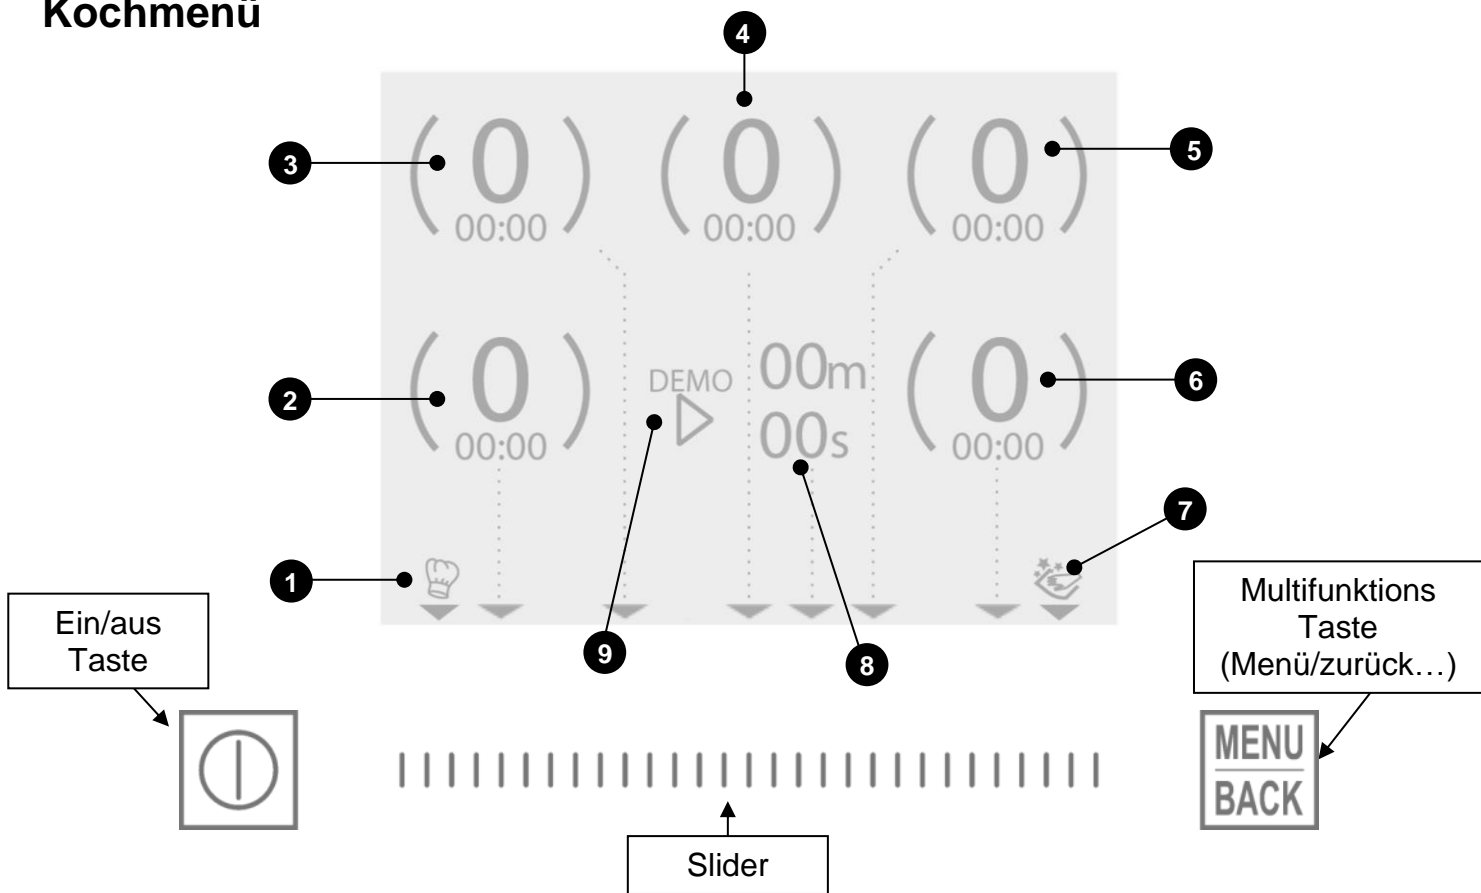 Kochmenü
4
3
0
0
0
5
00:00
00:00
00:00
2
0
DEMO
00m
00s
0
6
00:00
00:00
7
1
9
8
Ein/aus
Taste
Multifunktions
Taste
(Menü/zurück…)
MENU
BACK
Slider